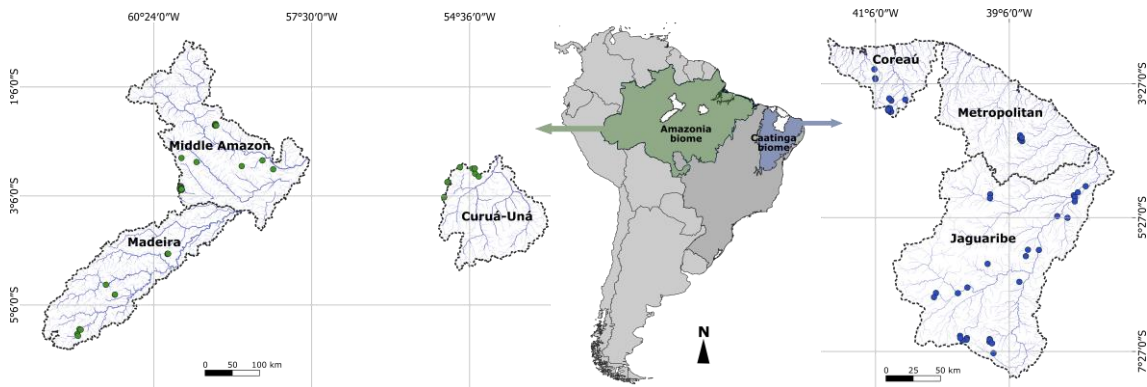 60°24'0"W
57°30'0"W
54°36'0"W
1°6'0"S
3°6'0"S
5°6'0"S
Middle Amazon
Madeira
Curuá-Uná
0 50 100 km
Amazonia
biome
Caatinga
biome
N
41°6'0"W
39°6'0"W
3°27'0"S
5°27'0"S
7°27'0"S
Coreaú
Metropolitan
Jaguaribe
0 25 50 km